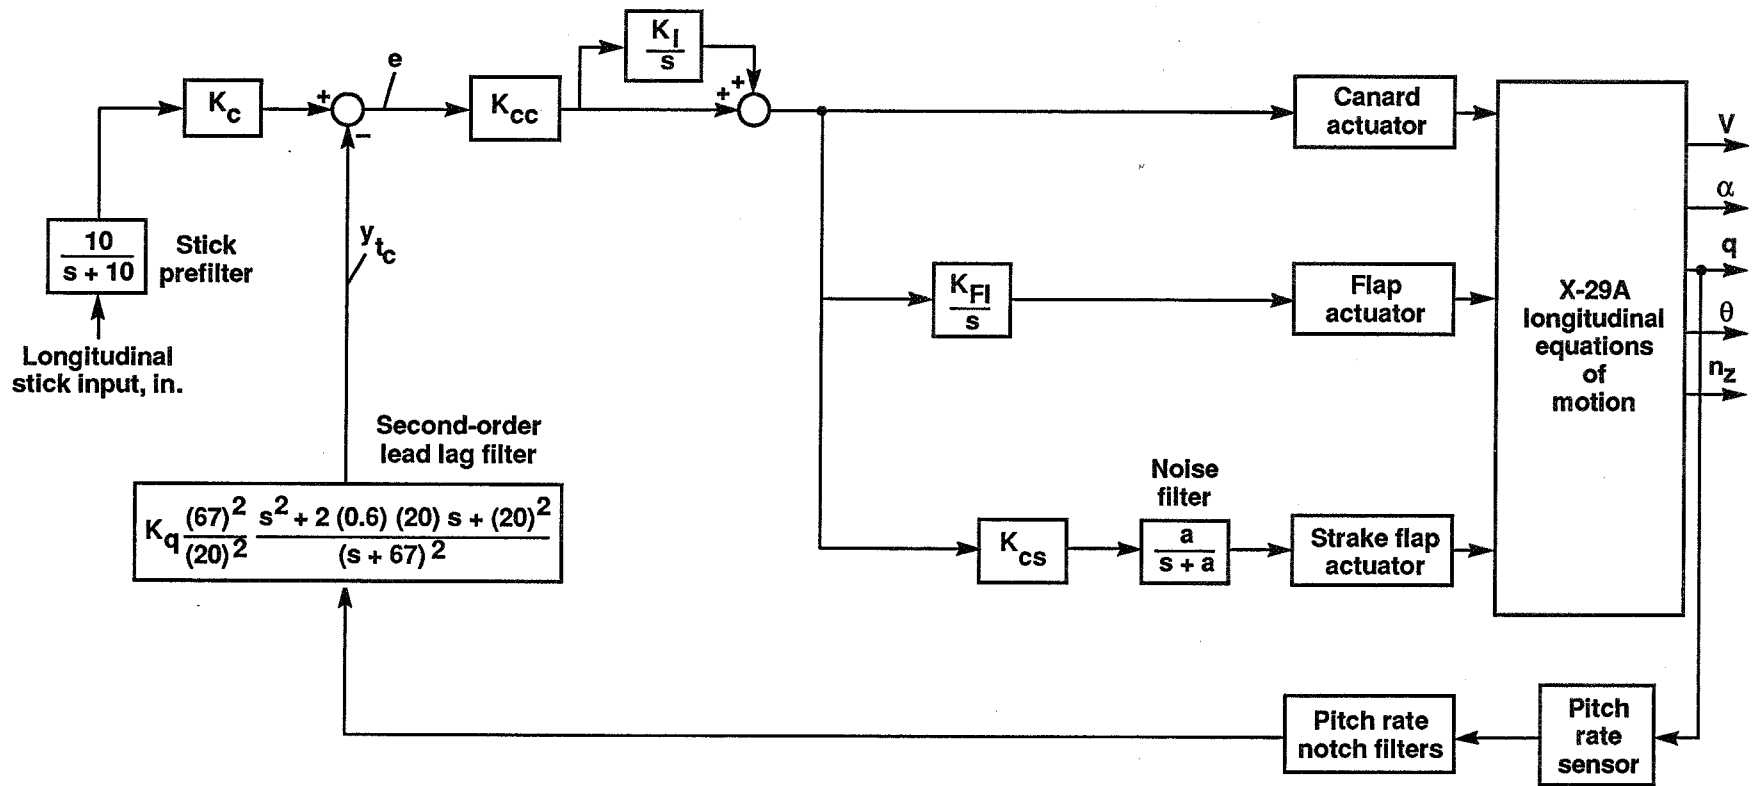 K_I
s
e
+
+
+
K_c
−
K_cc
Canard
actuator
V
α
q
θ
n_z
10
s + 10
Stick
prefilter
y_tc
K_FI
s
Flap
actuator
X-29A
longitudinal
equations
of
motion
Longitudinal
stick input, in.
Second-order
lead lag filter
K_q (67)^2 s^2 + 2 (0.6) (20) s + (20)^2
(20)^2 (s + 67)^2
Noise
filter
K_cs
a
s + a
Strake flap
actuator
Pitch rate
notch filters
Pitch
rate
sensor